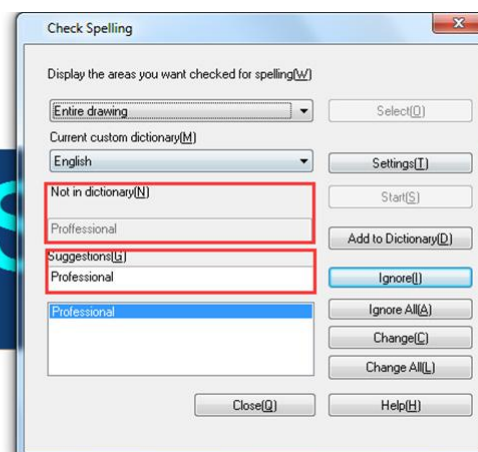 Check Spelling
Display the areas you want checked for spelling(W)
Entire drawing
Select(O)
Current custom dictionary(M)
English
Settings(T)
Not in dictionary(N)
Start(S)
Proffessional
Add to Dictionary(D)
Suggestions(G)
Professional
Ignore(I)
Professional
Ignore All(A)
Change(C)
Change All(L)
Close(Q)
Help(H)